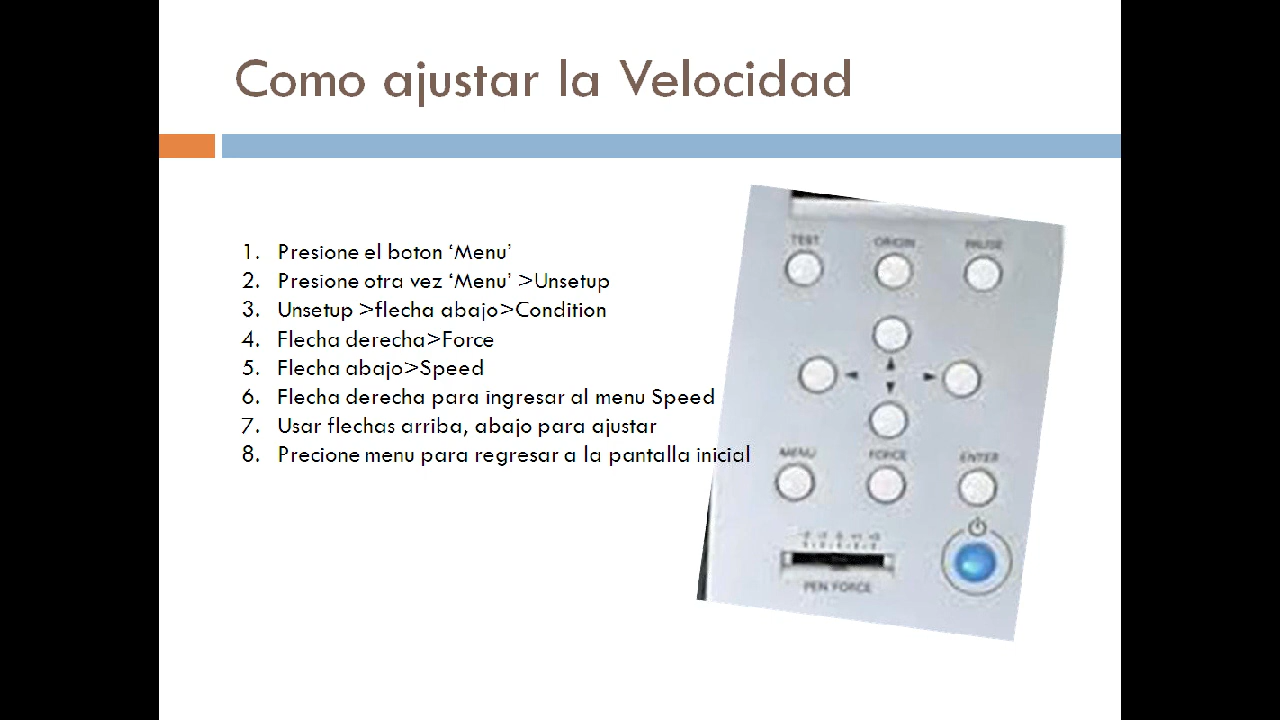 Como ajustar la Velocidad
1. Presione el boton ‘Menu’
2. Presione otra vez ‘Menu’ >Unsetup
3. Unsetup >flecha abajo>Condition
4. Flecha derecha>Force
5. Flecha abajo>Speed
6. Flecha derecha para ingresar al menu Speed
7. Usar flechas arriba, abajo para ajustar
8. Precione menu para regresar a la pantalla inicial
TEST ORIGIN PAUSE
MENU FORCE ENTER
PEN FORCE